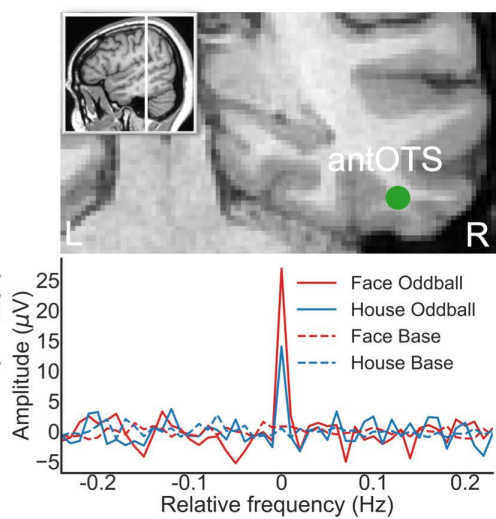 antOTS
L R
25
20
15
10
5
0
−5
Amplitude (µV)
Face Oddball
House Oddball
Face Base
House Base
-0.2 -0.1 0 0.1 0.2
Relative frequency (Hz)